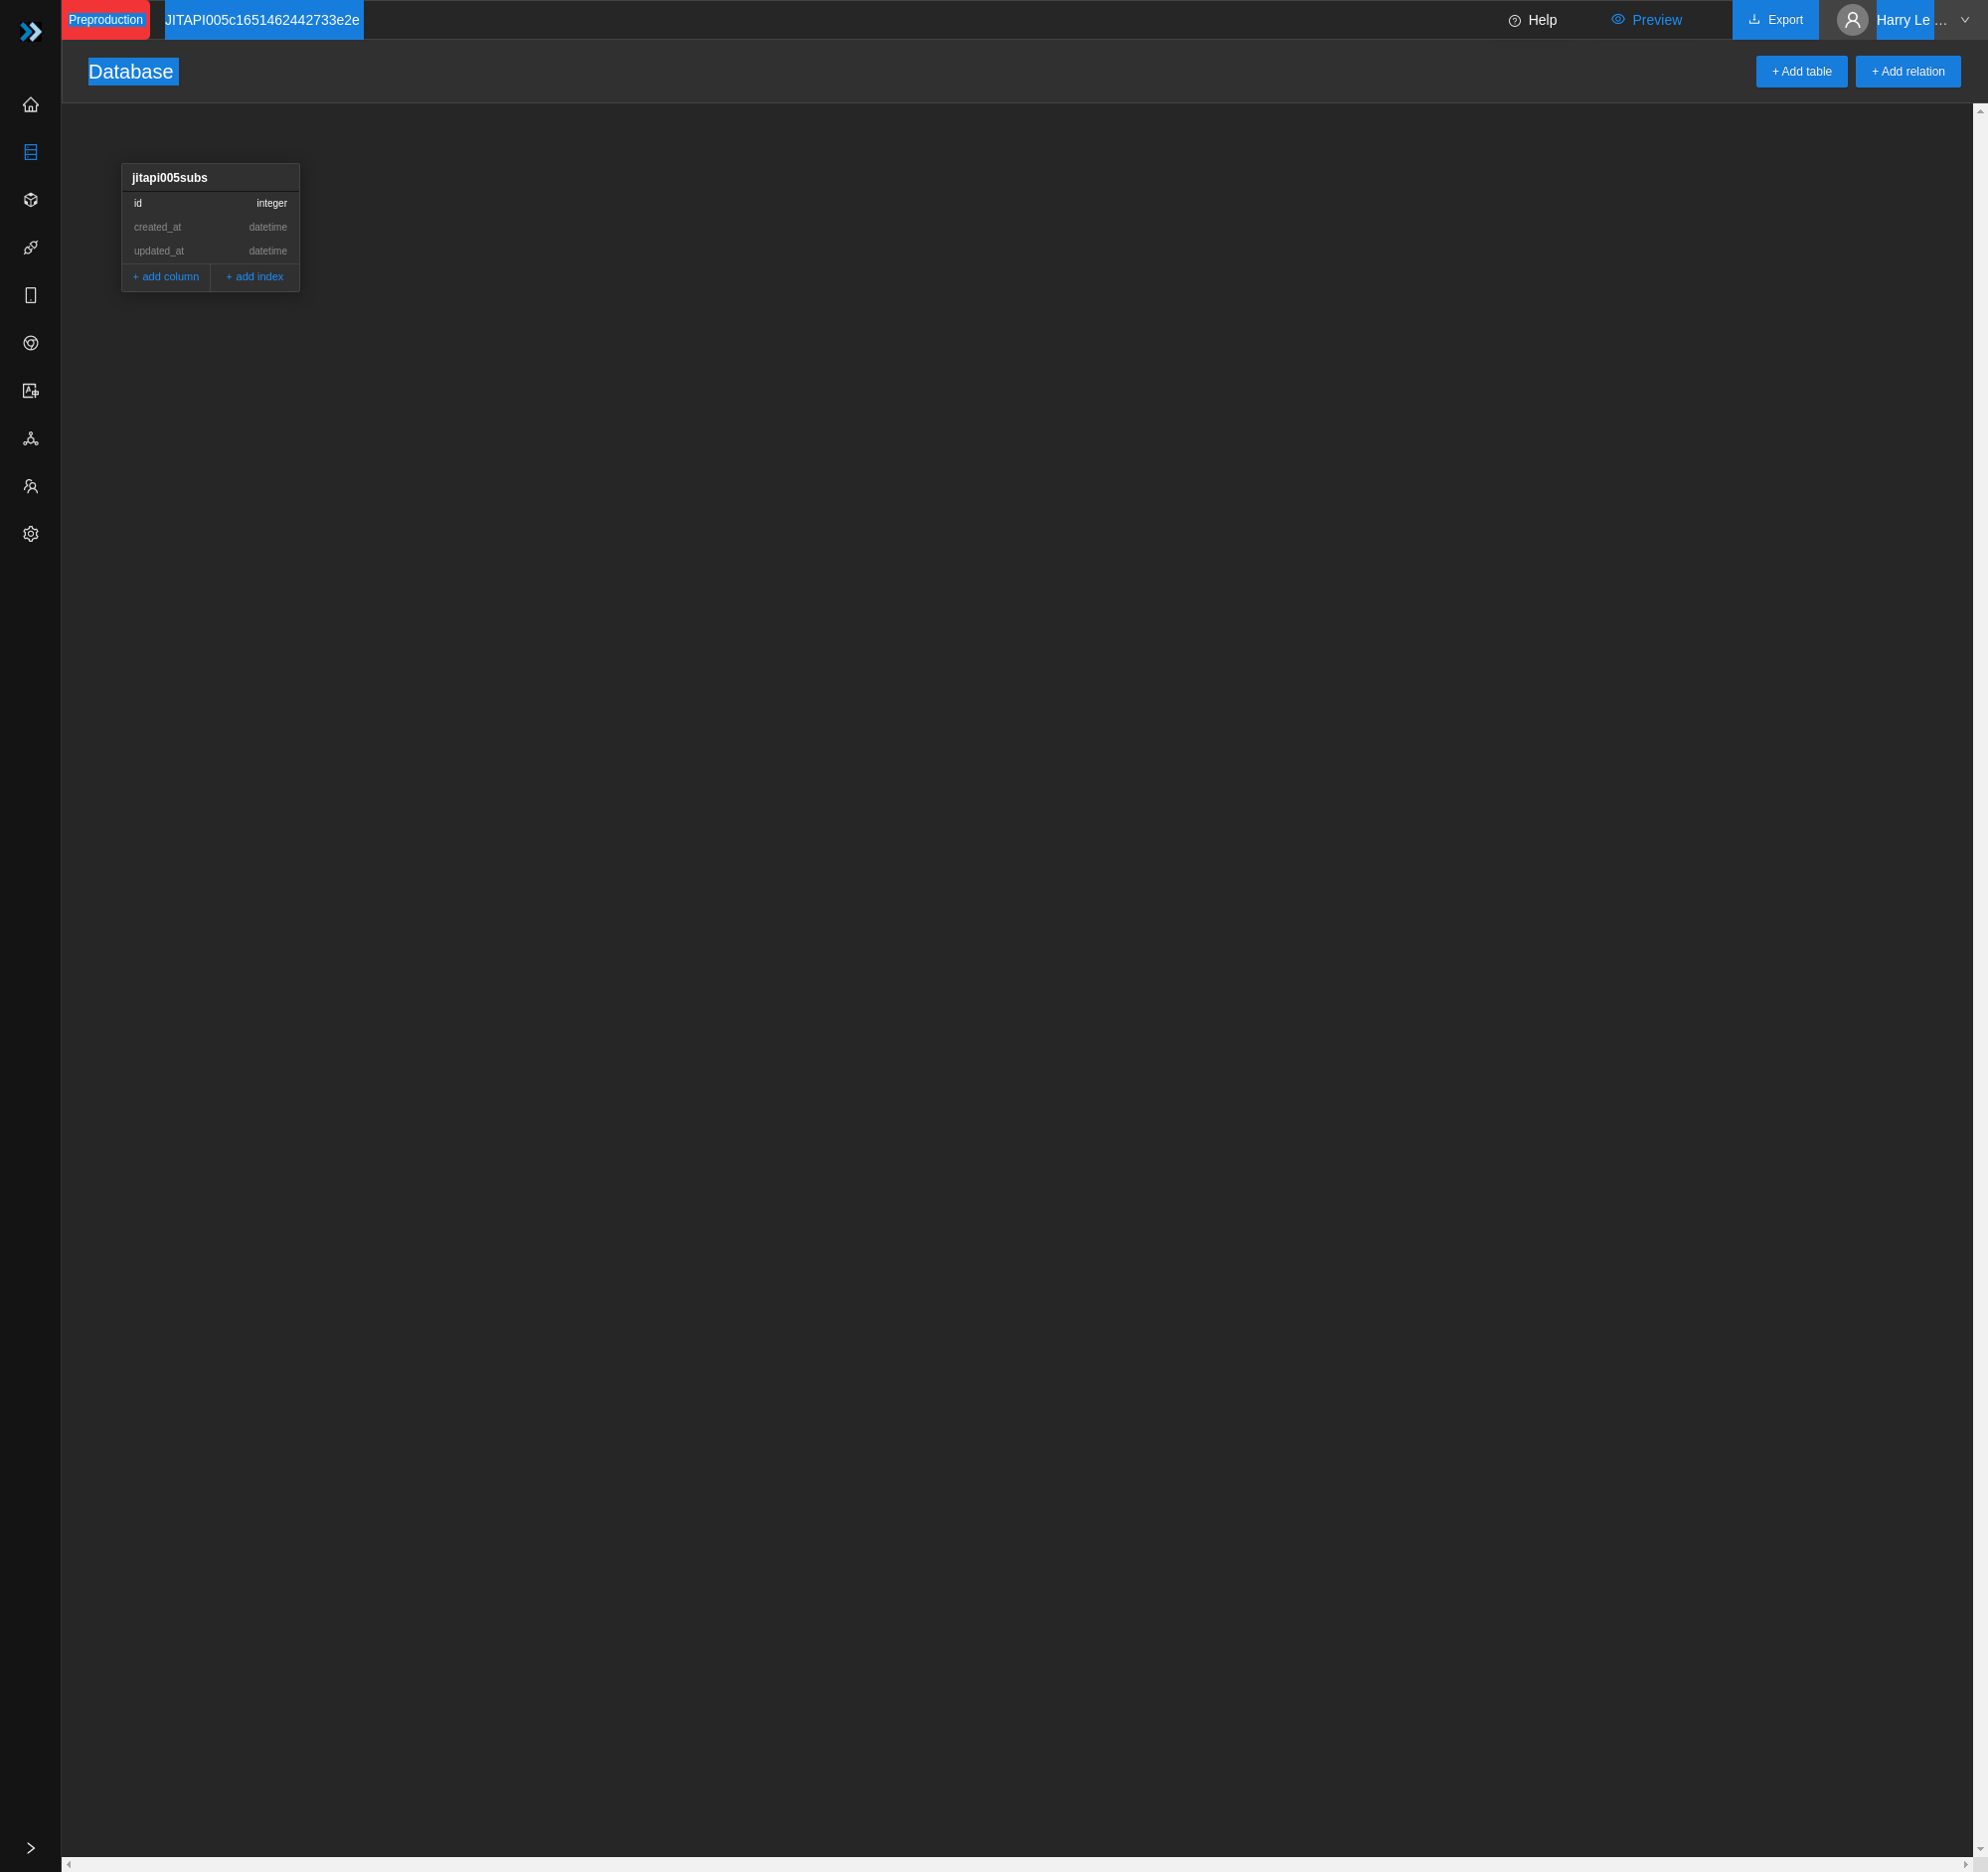 Preproduction JITAPI005c1651462442733e2e Help Preview Export Harry Le ...
Database + Add table + Add relation
jitapi005subs
id integer
created_at datetime
updated_at datetime
+ add column + add index